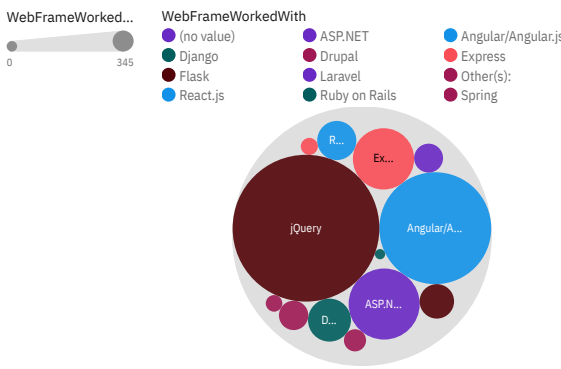 WebFrameWorked...
0
345
WebFrameWorkedWith
(no value)
ASP.NET
Angular/Angular.js
Django
Drupal
Express
Flask
Laravel
Other(s):
React.js
Ruby on Rails
Spring
R...
Ex...
jQuery
Angular/A...
ASP.N...
D...